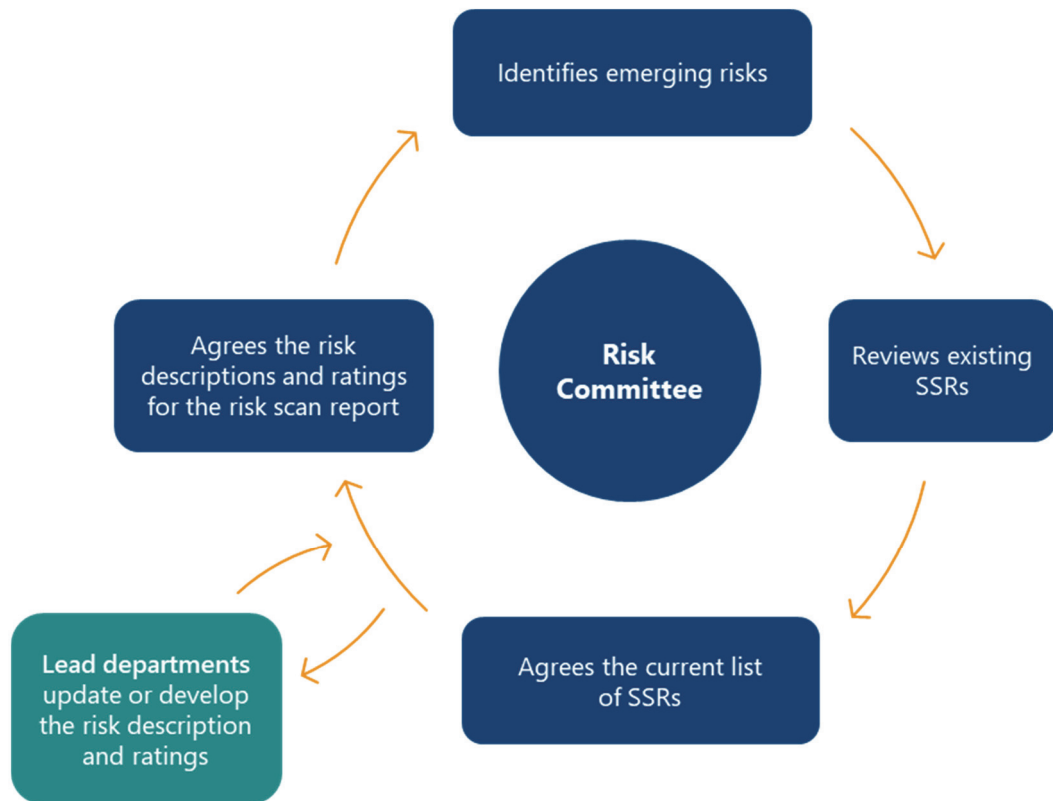 Identifies emerging risks
Reviews existing
SSRs
Agrees the current list
of SSRs
Lead departments
update or develop
the risk description
and ratings
Agrees the risk
descriptions and ratings
for the risk scan report
Risk
Committee